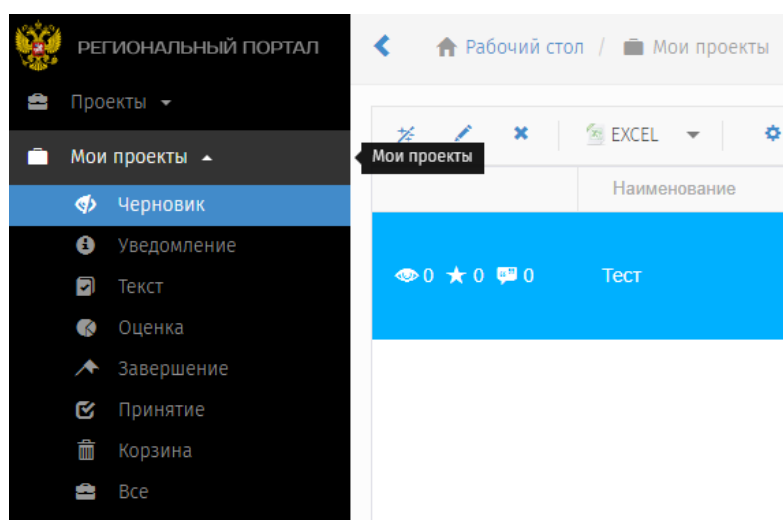 РЕГИОНАЛЬНЫЙ ПОРТАЛ
Рабочий стол / Мои проекты
Проекты
Мои проекты
Мои проекты
EXCEL
Наименование
Черновик
Уведомление
0 0 0 Тест
Текст
Оценка
Завершение
Принятие
Корзина
Все